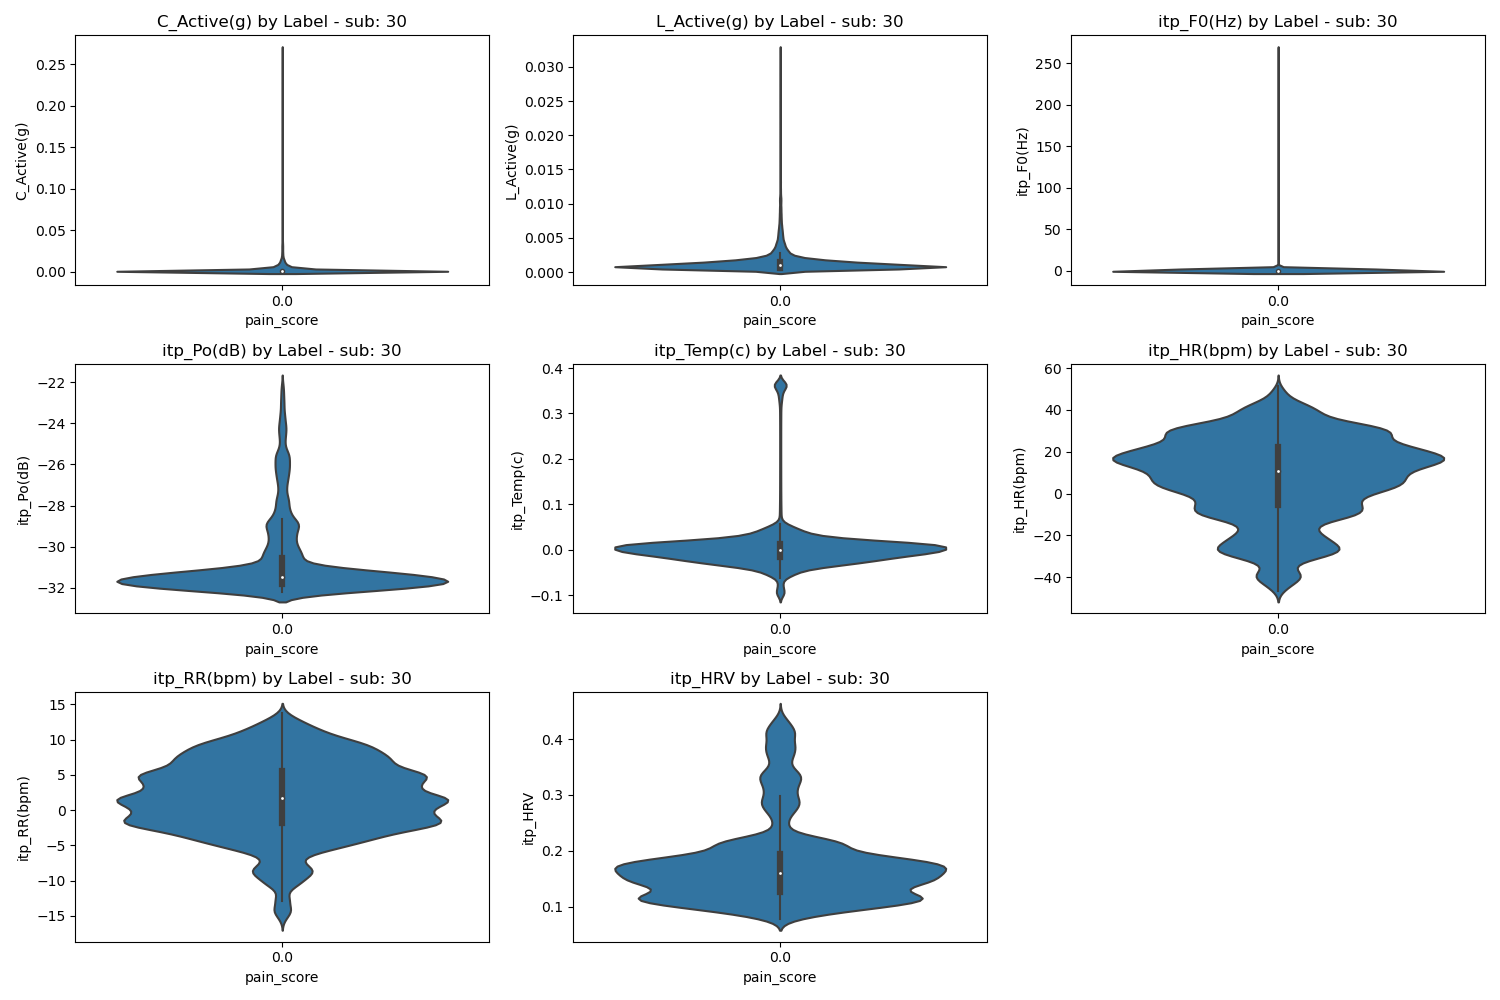 C_Active(g) by Label - sub: 30
L_Active(g) by Label - sub: 30
itp_F0(Hz) by Label - sub: 30
C_Active(g)
0.25
0.20
0.15
0.10
0.05
0.00
0.0
pain_score
L_Active(g)
0.030
0.025
0.020
0.015
0.010
0.005
0.000
0.0
pain_score
itp_F0(Hz)
250
200
150
100
50
0
0.0
pain_score
itp_Po(dB) by Label - sub: 30
itp_Temp(c) by Label - sub: 30
itp_HR(bpm) by Label - sub: 30
itp_Po(dB)
−22
−24
−26
−28
−30
−32
0.0
pain_score
itp_Temp(c)
0.4
0.3
0.2
0.1
0.0
−0.1
0.0
pain_score
itp_HR(bpm)
60
40
20
0
−20
−40
0.0
pain_score
itp_RR(bpm) by Label - sub: 30
itp_HRV by Label - sub: 30
itp_RR(bpm)
15
10
5
0
−5
−10
−15
0.0
pain_score
itp_HRV
0.4
0.3
0.2
0.1
0.0
pain_score